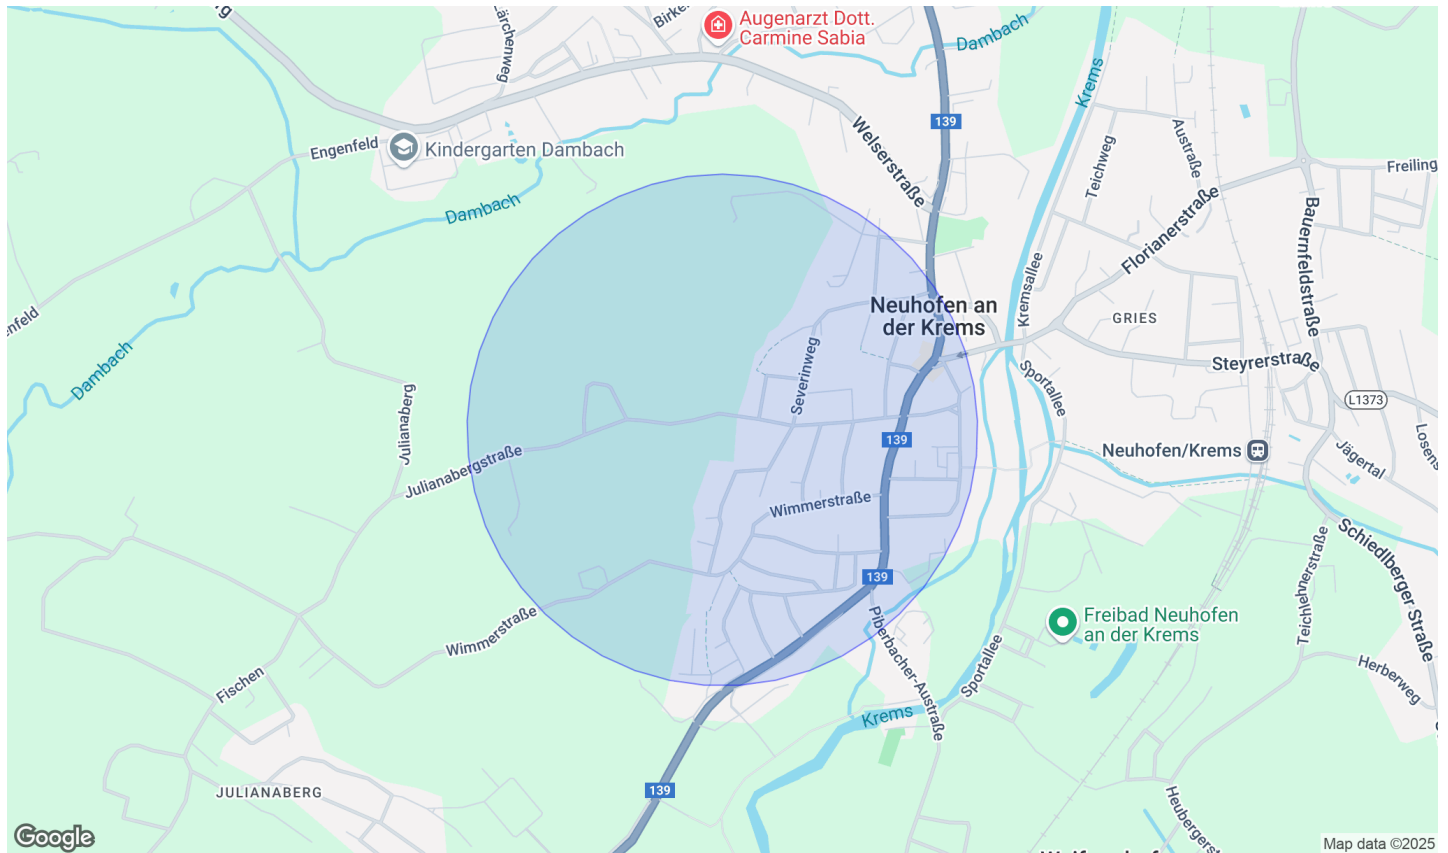 Augenarzt Dott.
Carmine Sabia
Dambach
Lärchenweg
Krems
139
Welserstraße
Engenfeld
Kindergarten Dambach
Teichweg
Austraße
Freiling
Dambach
Florianerstraße
Bauernfeldstraße
Kremsallee
Neuhofen an
der Krems
GRIES
Dambach
Severinweg
Steyrerstraße
Sportallee
L1373
Julianaberg
139
Neuhofen/Krems
Jägertal
Julianabergstraße
Wimmerstraße
139
Schiedlberger Straße
Teichlehnerstraße
Freibad Neuhofen
an der Krems
Piberbacher-Austraße
Wimmerstraße
Sportallee
Herberweg
Fischen
Krems
JULIANABERG
139
Google
Map data ©2025